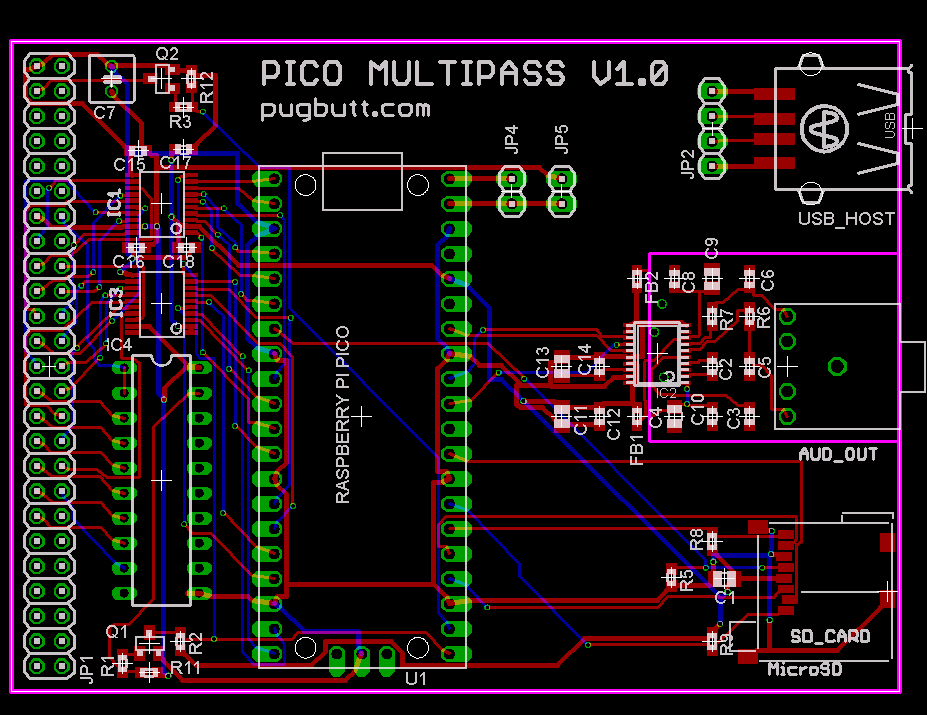 PICO MULTIPASS V1.0
pugbutt.com
Q2
R12
C7
R3
C15
C17
IC1
C16
C18
IC3
IC4
RASPBERRY PI PICO
JP4
JP5
JP2
USB
USB_HOST
C9
FB2
C8
C6
R7
R6
C13
C14
C2
C5
IC2
C11
C12
FB1
C4
C10
C3
AUD_OUT
R8
R5
R9
SD_CARD
MicroSD
Q1
R2
R1
R11
JP1
U1